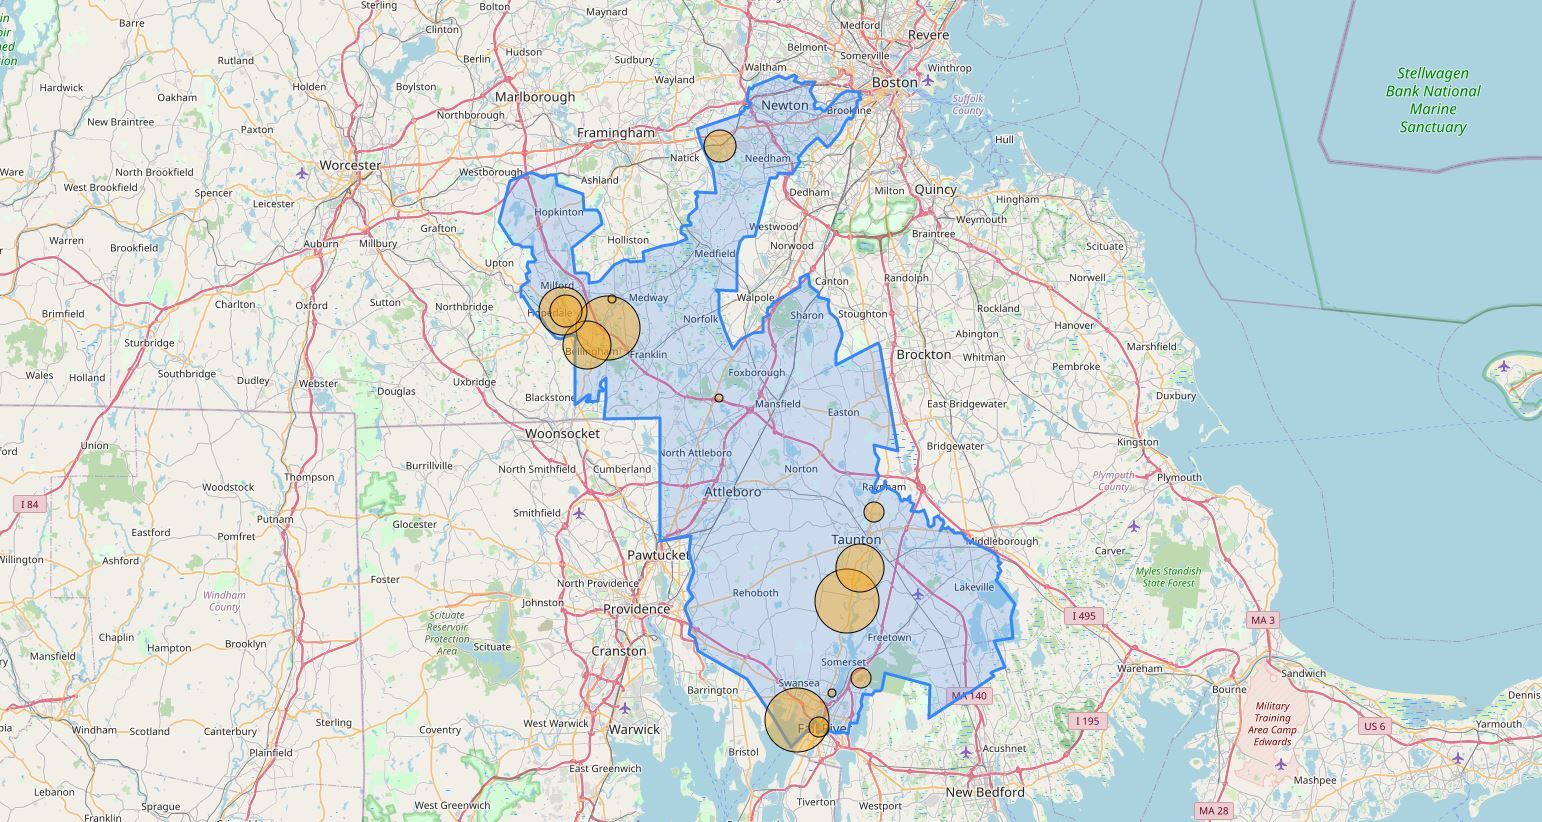 Sterling
Bolton
Maynard
Medford
Revere
Barre
Clinton
Belmont
Somerville
Hudson
Rutland
Berlin
Sudbury
Waltham
Winthrop
Wayland
Boston
Stellwagen
Bank National
Marine
Sanctuary
Hardwick
Holden
Boylston
Marlborough
Oakham
Newton
Suffolk
County
Northborough
Brookline
New Braintree
Paxton
Framingham
Hull
Natick
Needham
Worcester
Ware
North Brookfield
Westborough
Ashland
West Brookfield
Spencer
Dedham
Milton
Quincy
Leicester
Hopkinton
Hingham
Weymouth
Westwood
Grafton
Braintree
Warren
Brookfield
Auburn
Millbury
Holliston
Norwood
Scituate
Medfield
Upton
Canton
Randolph
Norwell
Milford
Medway
Walpole
Charlton
Oxford
Sutton
Northbridge
Rockland
Brimfield
Hopedale
Norfolk
Sharon
Stoughton
Hanover
Abington
Sturbridge
Marshfield
Bellingham
Franklin
Brockton
Whitman
Pembroke
Wales
Holland
Southbridge
Dudley
Webster
Uxbridge
Foxborough
Douglas
Blackstone
Mansfield
Easton
East Bridgewater
Duxbury
Woonsocket
Kingston
Union
Bridgewater
North Attleboro
Burrillville
North Smithfield
Cumberland
Norton
Plymouth
County
Plymouth
Thompson
Woodstock
Attleboro
Raynham
I 84
Smithfield
Putnam
Glocester
Eastford
Pomfret
Taunton
Middleborough
Carver
Willington
Ashford
Pawtucket
Foster
North Providence
Lakeville
Myles Standish
State Forest
Windham
County
Rehoboth
Johnston
Providence
Scituate
Reservoir
Protection
Area
I 495
MA 3
Chaplin
Hampton
Brooklyn
Scituate
Freetown
Mansfield
Cranston
Somerset
Wareham
Sandwich
Barrington
Swansea
MA 140
Bourne
Dennis
Sterling
Military
Training
Area Camp
Edwards
I 195
US 6
Windham
Scotland
Canterbury
Coventry
West Warwick
Warwick
Fall River
Yarmouth
Plainfield
Bristol
Acushnet
East Greenwich
Mashpee
Lebanon
New Bedford
Sprague
West Greenwich
Tiverton
Westport
MA 28
Franklin